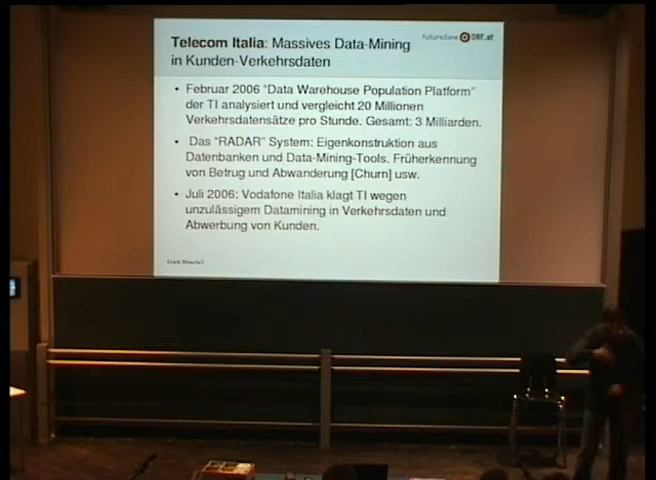 Telecom Italia: Massives Data-Mining
in Kunden-Verkehrsdaten
futurezone ORF.at
• Februar 2006 "Data Warehouse Population Platform"
der TI analysiert und vergleicht 20 Millionen
Verkehrsdatensätze pro Stunde. Gesamt: 3 Milliarden.
• Das "RADAR" System: Eigenkonstruktion aus
Datenbanken und Data-Mining-Tools. Früherkennung
von Betrug und Abwanderung [Churn] usw.
• Juli 2006: Vodafone Italia klagt TI wegen
unzulässigem Datamining in Verkehrsdaten und
Abwerbung von Kunden.
Erich Moechel